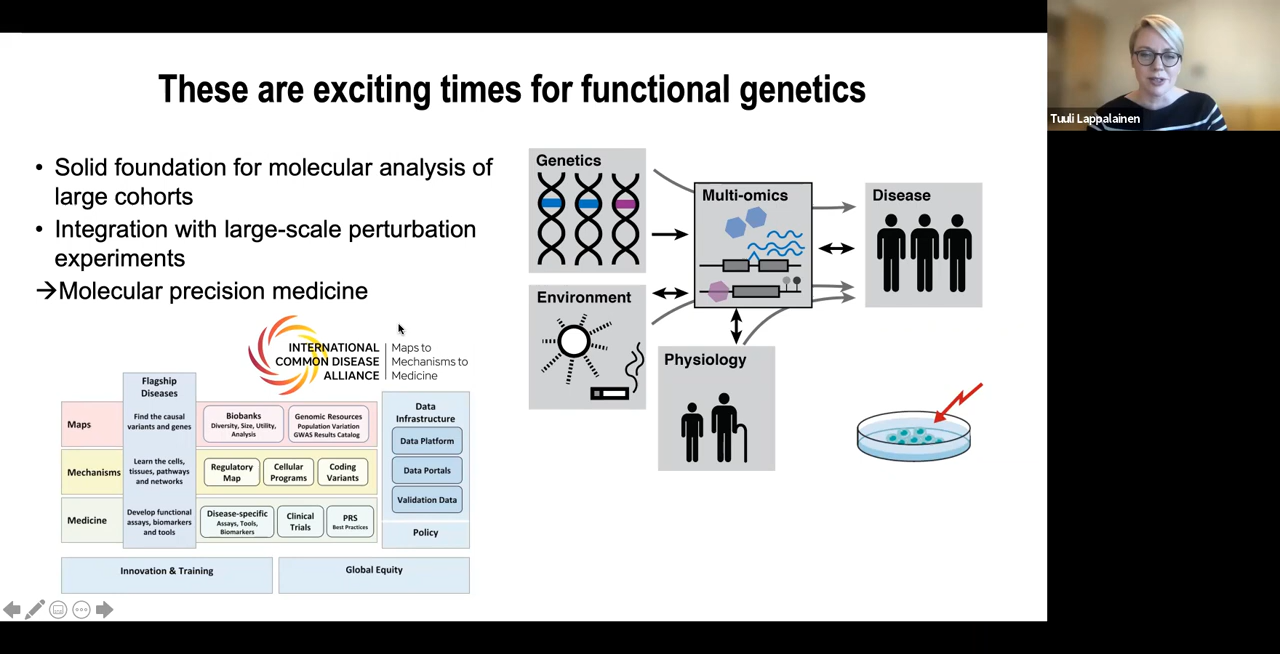 These are exciting times for functional genetics
Tuuli Lappalainen
• Solid foundation for molecular analysis of
large cohorts
• Integration with large-scale perturbation
experiments
→Molecular precision medicine
INTERNATIONAL
COMMON DISEASE
ALLIANCE
Maps to
Mechanisms to
Medicine
Flagship
Diseases
Maps
Find the causal
variants and genes
Biobanks
Diversity, Size, Utility,
Analysis
Genomic Resources
Population Variation
GWAS Results Catalog
Mechanisms
Learn the cells,
tissues, pathways
and networks
Regulatory
Map
Cellular
Programs
Coding
Variants
Medicine
Develop functional
assays, biomarkers
and tools
Disease-specific
Assays, Tools,
Biomarkers
Clinical
Trials
PRS
Best Practices
Data
Infrastructure
Data Platform
Data Portals
Validation Data
Policy
Innovation & Training
Global Equity
Genetics
Multi-omics
Disease
Environment
Physiology